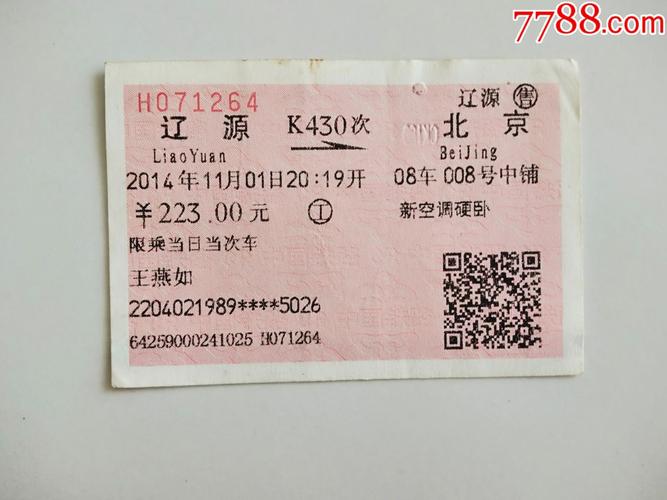 7788.com
H071264
辽源 售
辽源 K430次 北京
LiaoYuan BeiJing
2014年11月01日20:19开 08车008号中铺
￥223.00元 工 新空调硬卧
限乘当日当次车
王燕如
2204021989****5026
64259000241025 H071264